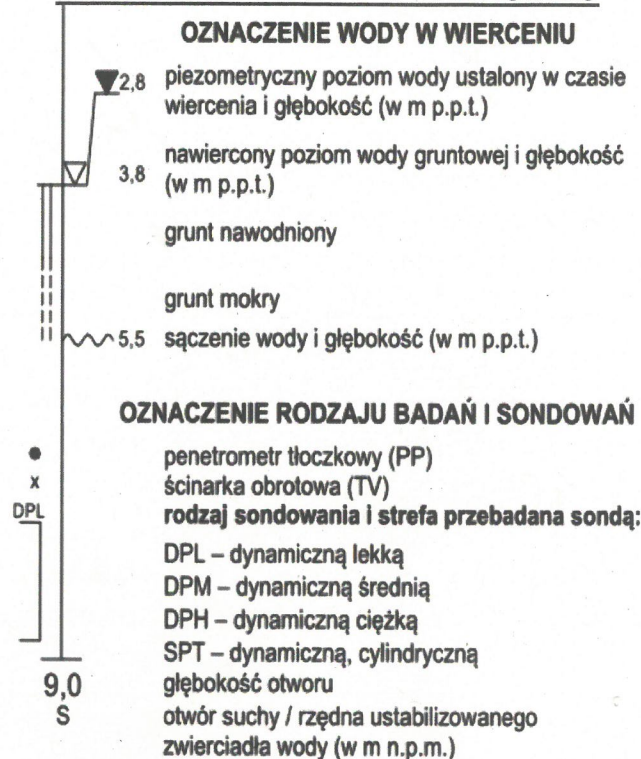 OZNACZENIE WODY W WIERCENIU
2,8 piezometryczny poziom wody ustalony w czasie
wiercenia i głębokość (w m p.p.t.)
nawiercony poziom wody gruntowej i głębokość
3,8 (w m p.p.t.)
grunt nawodniony
grunt mokry
5,5 sączenie wody i głębokość (w m p.p.t.)
OZNACZENIE RODZAJU BADAŃ I SONDOWAŃ
penetrometr tłoczkowy (PP)
x ścinarka obrotowa (TV)
DPL rodzaj sondowania i strefa przebadana sondą:
DPL – dynamiczną lekką
DPM – dynamiczną średnią
DPH – dynamiczną ciężką
SPT – dynamiczną, cylindryczną
9,0 głębokość otworu
S otwór suchy / rzędna ustabilizowanego
zwierciadła wody (w m n.p.m.)